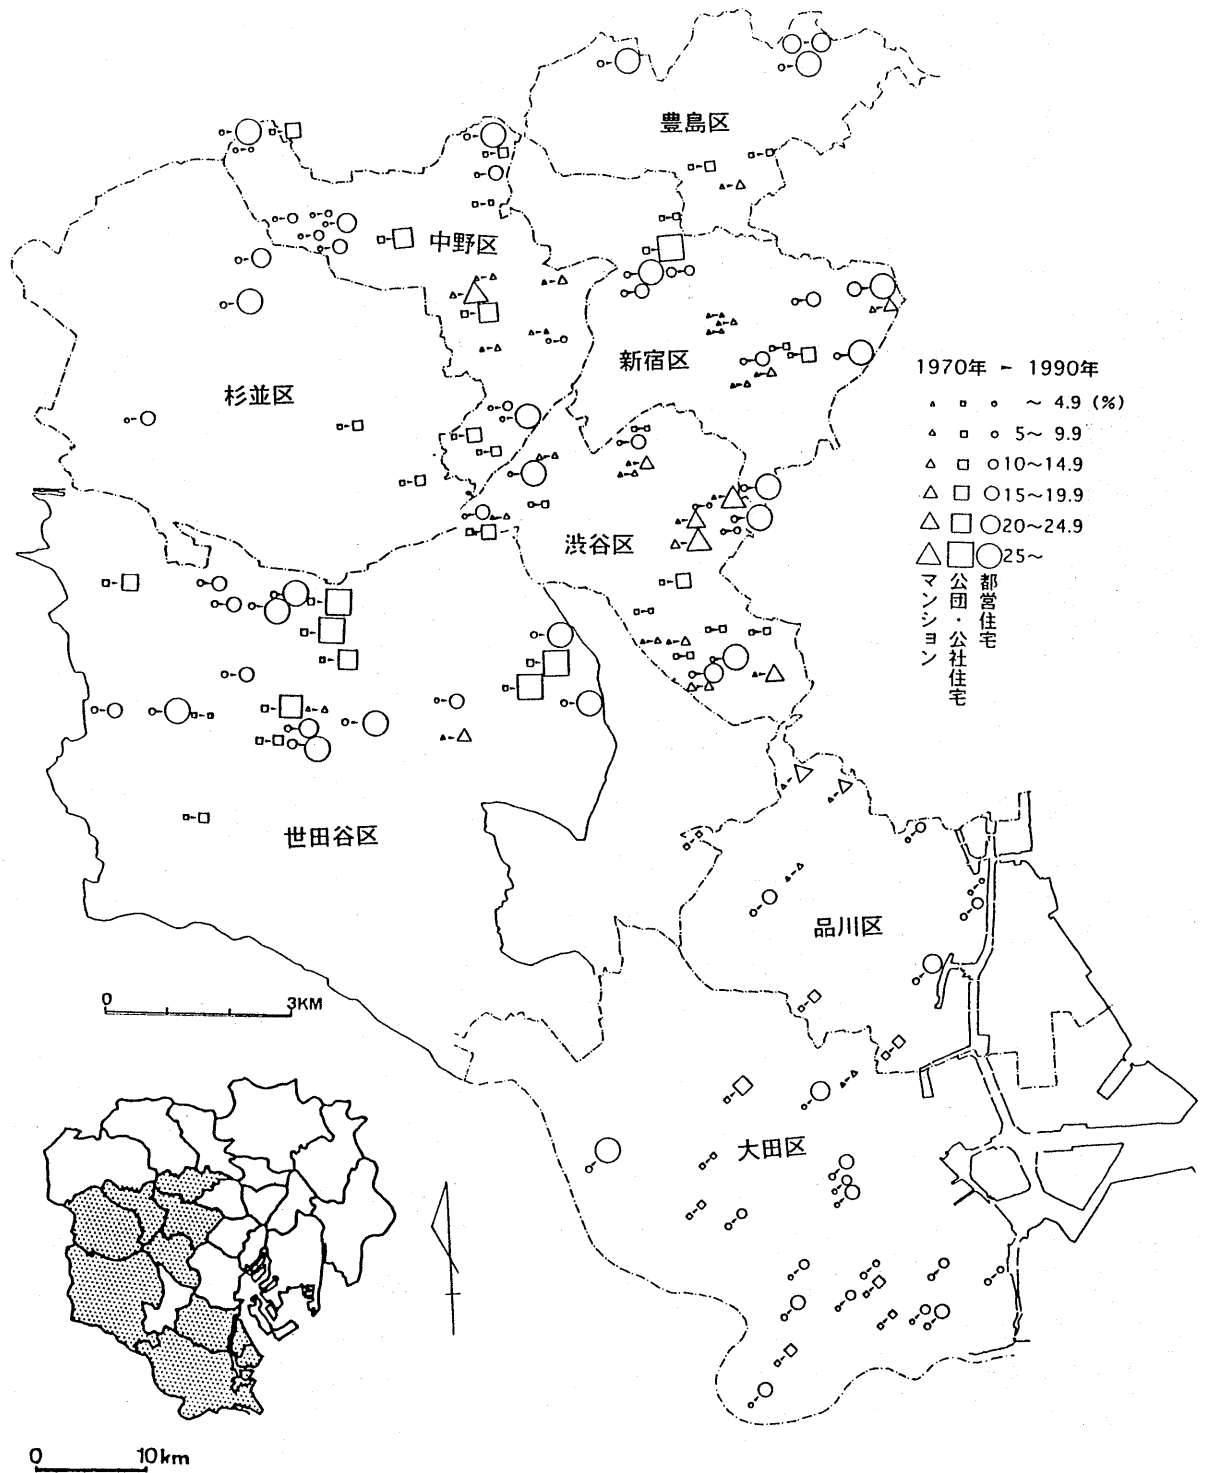 豊島区
中野区
新宿区
杉並区
1970年 - 1990年
～ 4.9 (%)
5～ 9.9
10～14.9
15～19.9
20～24.9
25～
マンション
公団・公社住宅
都営住宅
渋谷区
世田谷区
品川区
0 3KM
大田区
0 10km